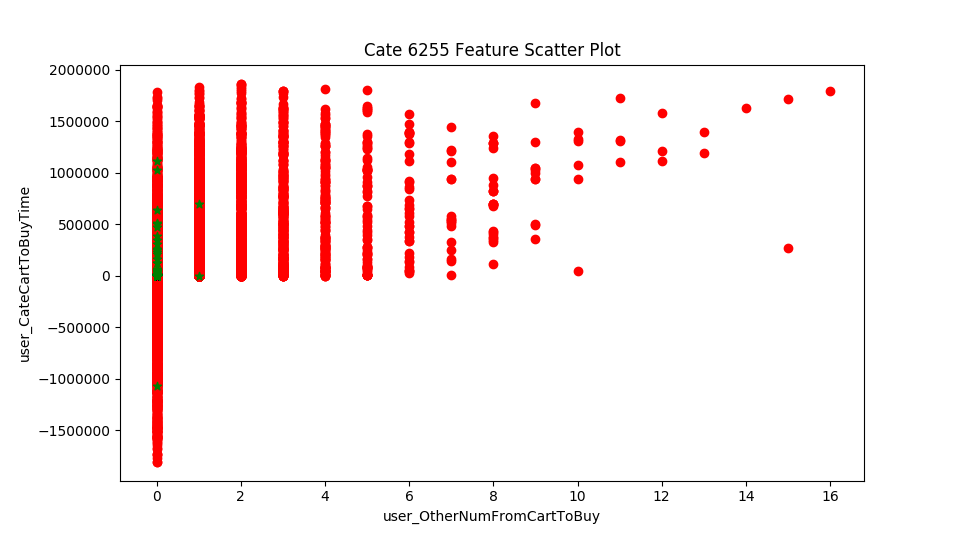 Cate 6255 Feature Scatter Plot
2000000
1500000
1000000
500000
0
−500000
−1000000
−1500000
user_CateCartToBuyTime
0 2 4 6 8 10 12 14 16
user_OtherNumFromCartToBuy